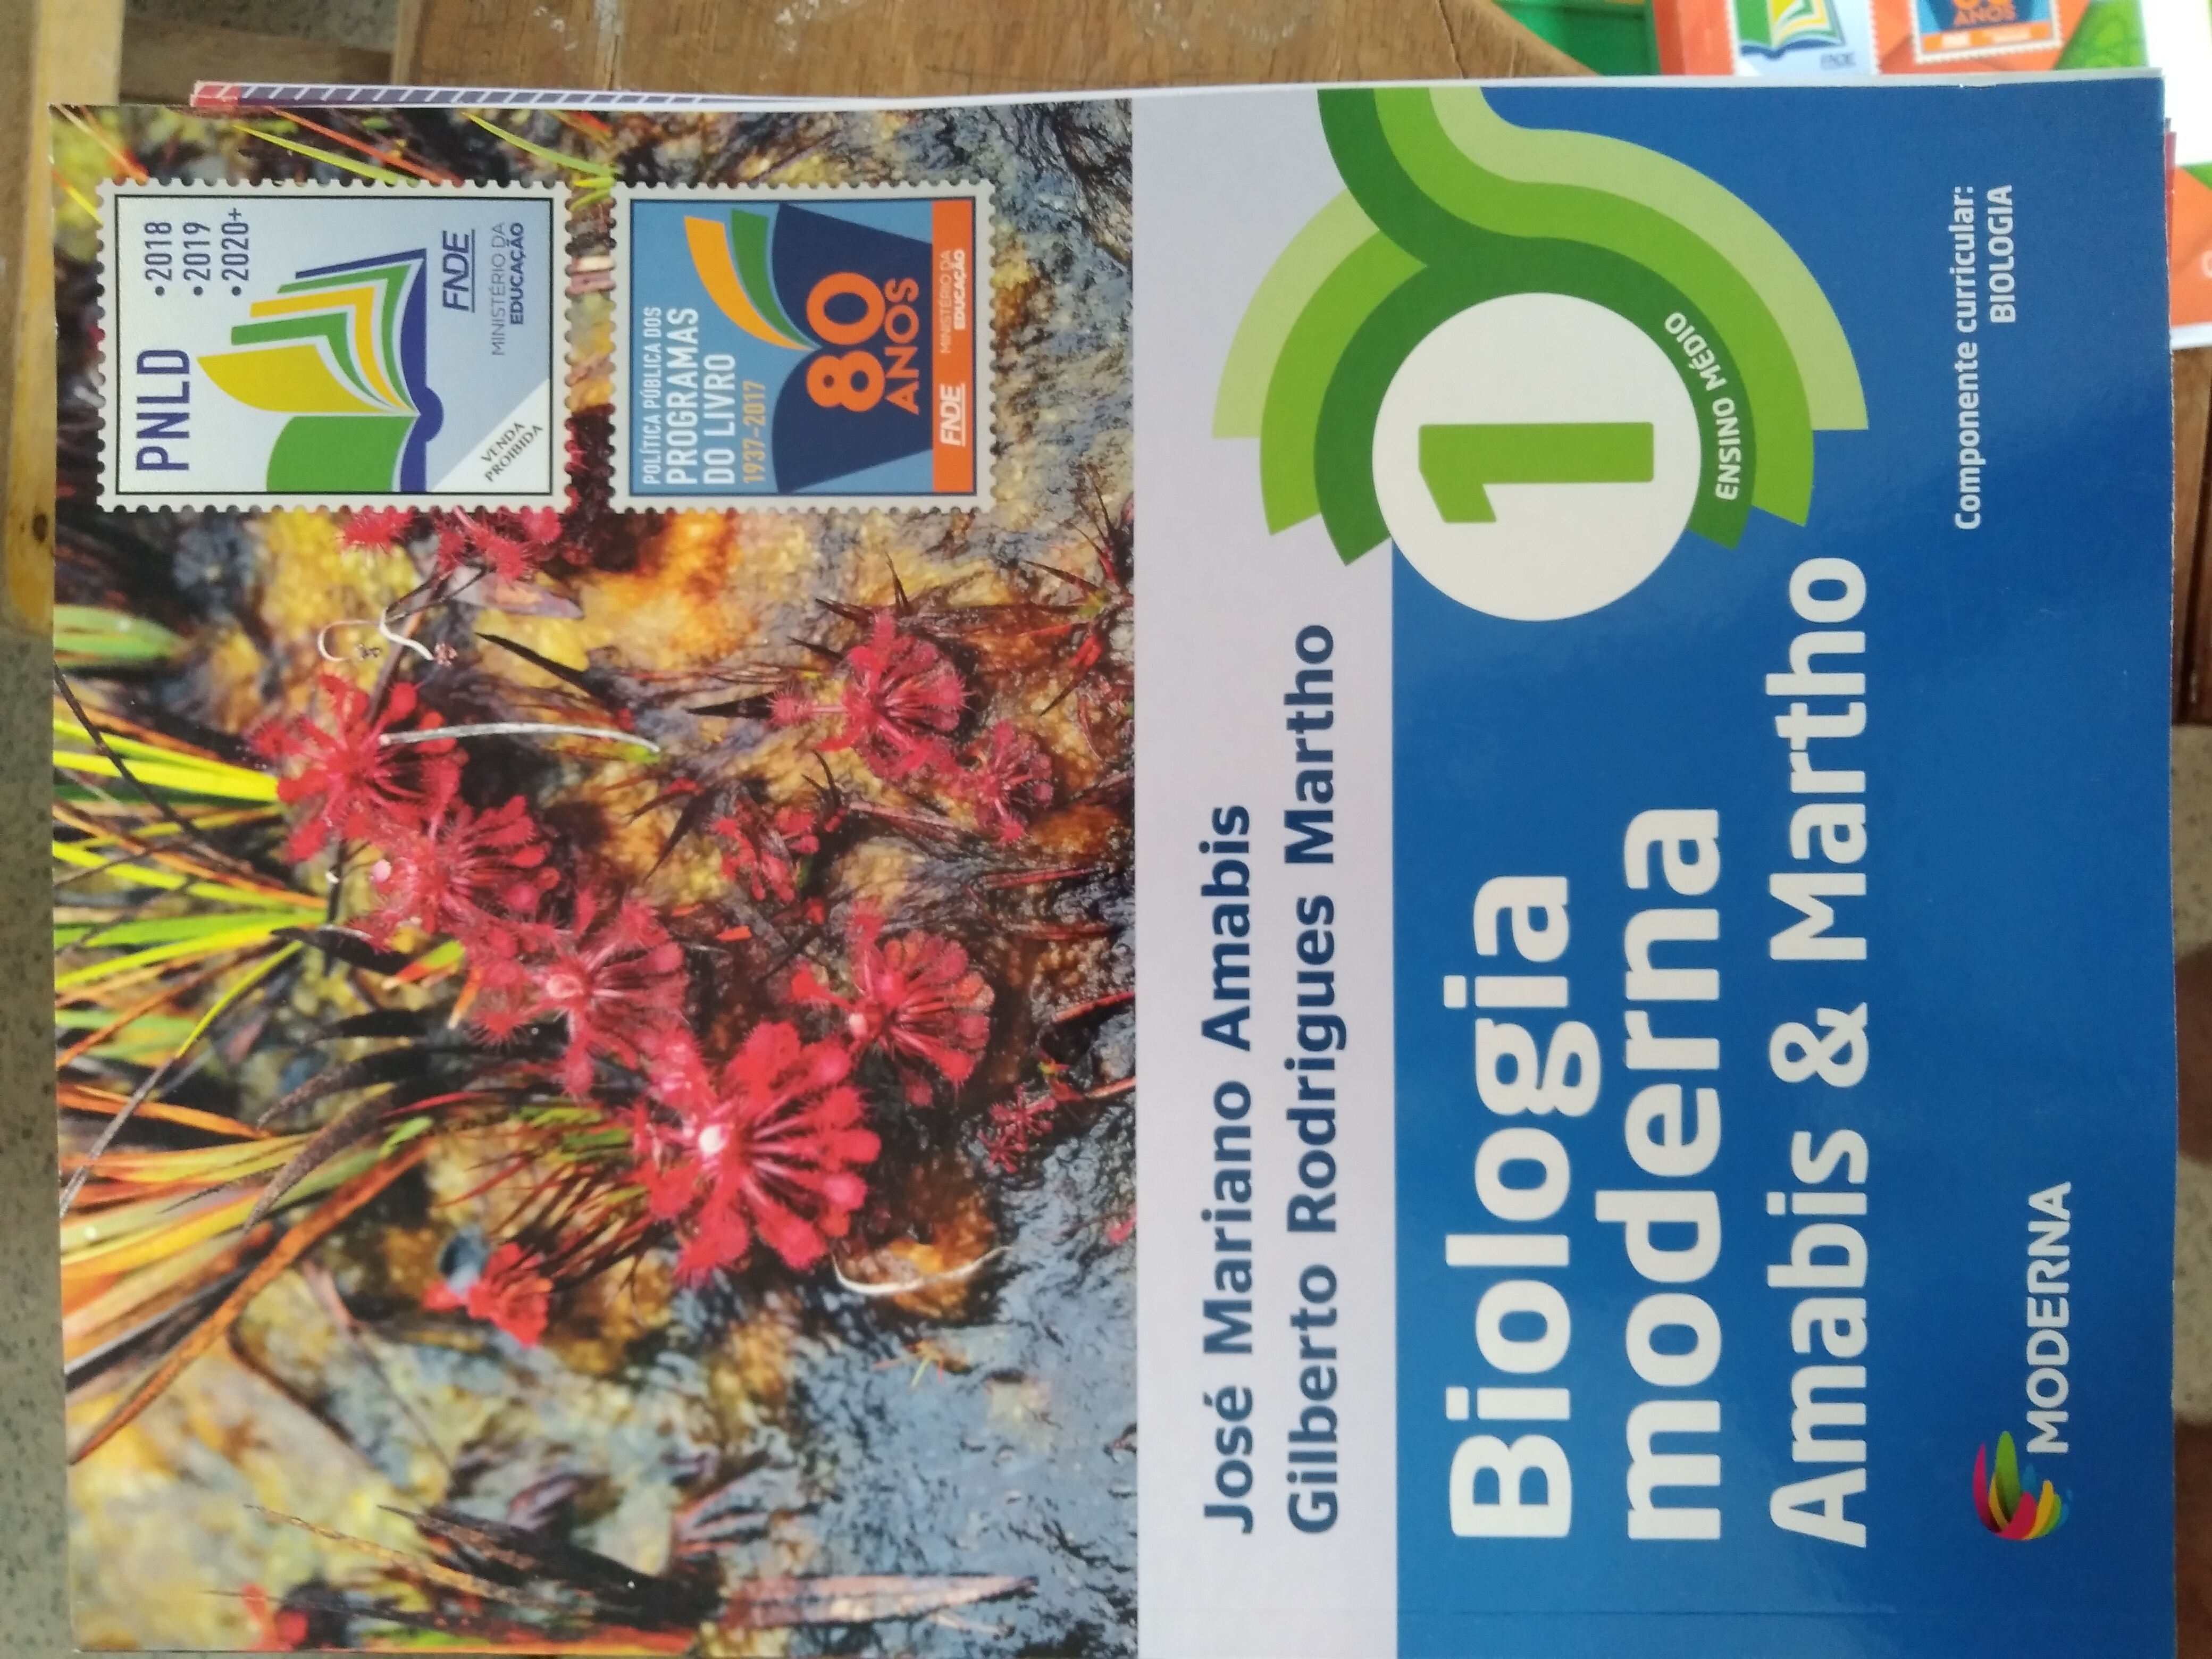 PNLD
•2018
•2019
•2020+
FNDE
MINISTÉRIO DA
EDUCAÇÃO
VENDA
PROIBIDA
POLÍTICA PÚBLICA DOS
PROGRAMAS
DO LIVRO
1937-2017
80
ANOS
FNDE
MINISTÉRIO DA
EDUCAÇÃO
José Mariano Amabis
Gilberto Rodrigues Martho
1
ENSINO MÉDIO
Biologia
moderna
Amabis & Martho
Componente curricular:
BIOLOGIA
MODERNA
FNDE
ANOS